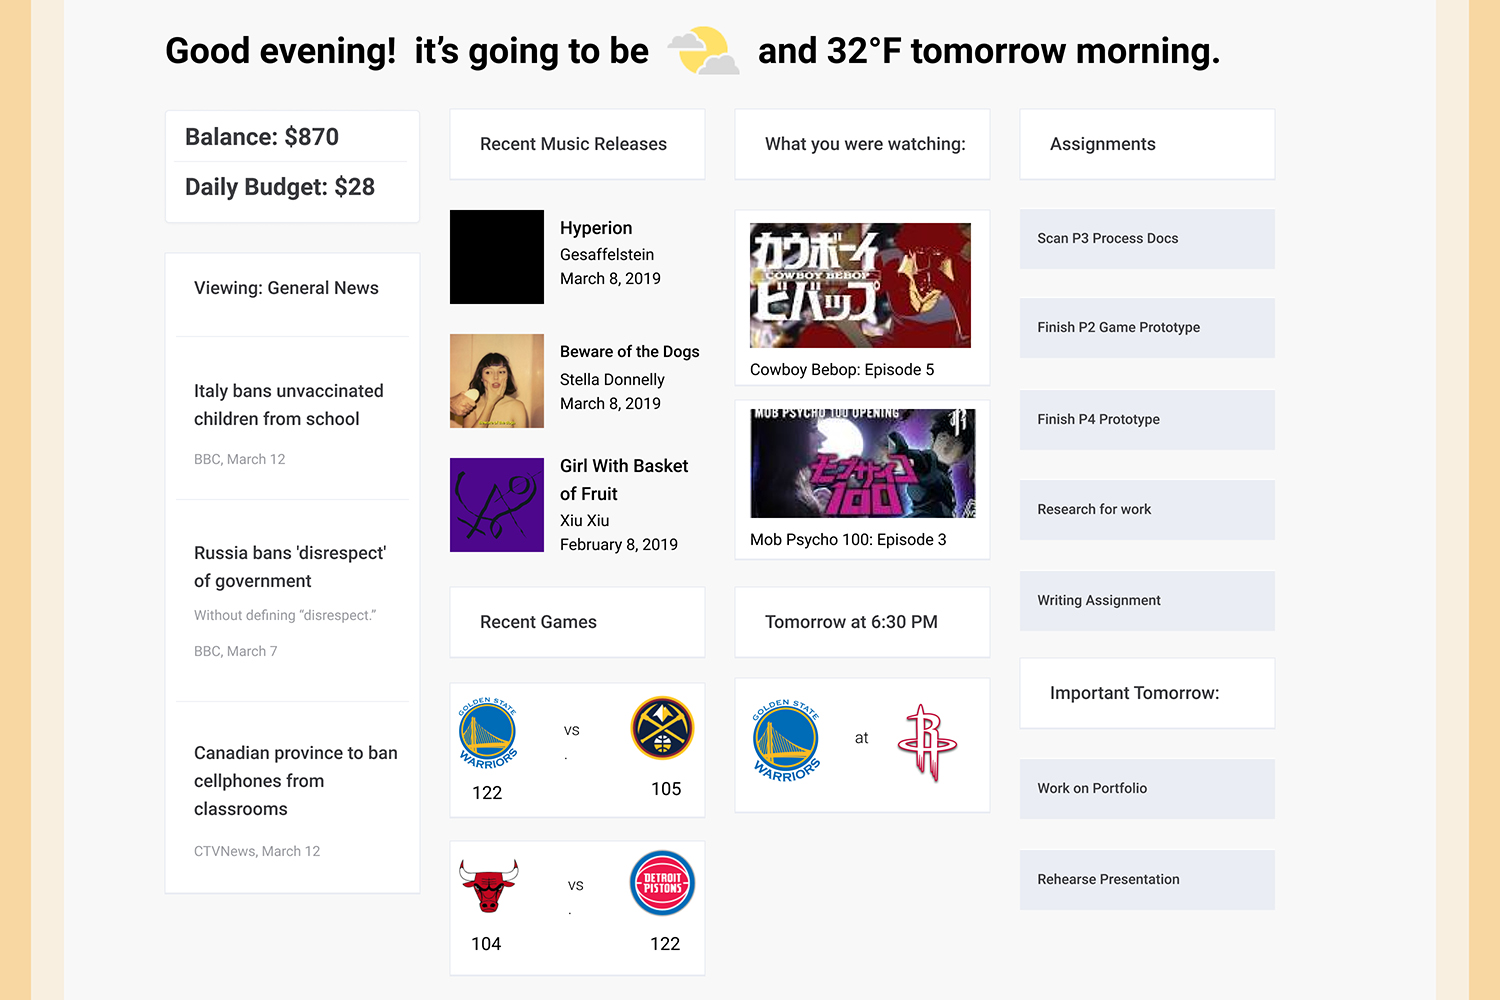 Good evening! it’s going to be and 32°F tomorrow morning.
Balance: $870
Daily Budget: $28
Viewing: General News
Italy bans unvaccinated
children from school
BBC, March 12
Russia bans 'disrespect'
of government
Without defining “disrespect.”
BBC, March 7
Canadian province to ban
cellphones from
classrooms
CTVNews, March 12
Recent Music Releases
Hyperion
Gesaffelstein
March 8, 2019
Beware of the Dogs
Stella Donnelly
March 8, 2019
Girl With Basket
of Fruit
Xiu Xiu
February 8, 2019
Recent Games
GOLDEN STATE
WARRIORS
vs
.
122
105
vs
.
DETROIT
PISTONS
104
122
What you were watching:
カウボーイ
COWBOY BEBOP
ビバップ
Cowboy Bebop: Episode 5
MOB PSYCHO 100 OPENING
モブサイコ
100
Mob Psycho 100: Episode 3
Tomorrow at 6:30 PM
GOLDEN STATE
WARRIORS
at
R
Assignments
Scan P3 Process Docs
Finish P2 Game Prototype
Finish P4 Prototype
Research for work
Writing Assignment
Important Tomorrow:
Work on Portfolio
Rehearse Presentation